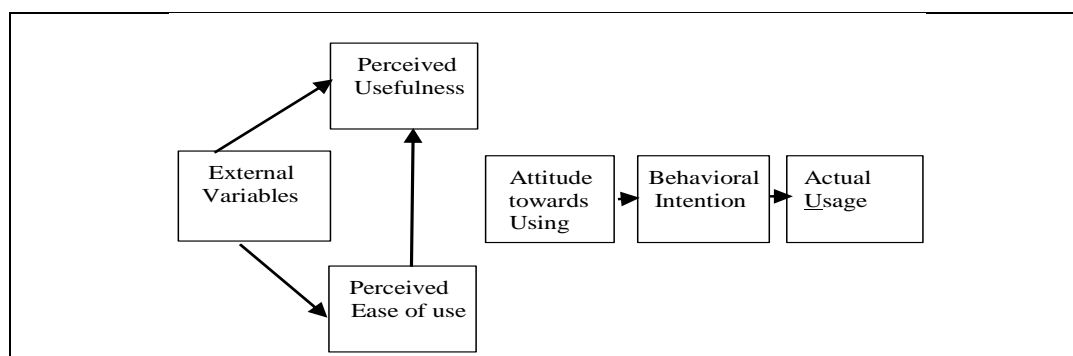 Perceived
Usefulness
External
Variables
Attitude
towards
Using
Behavioral
Intention
Actual
Usage
Perceived
Ease of use